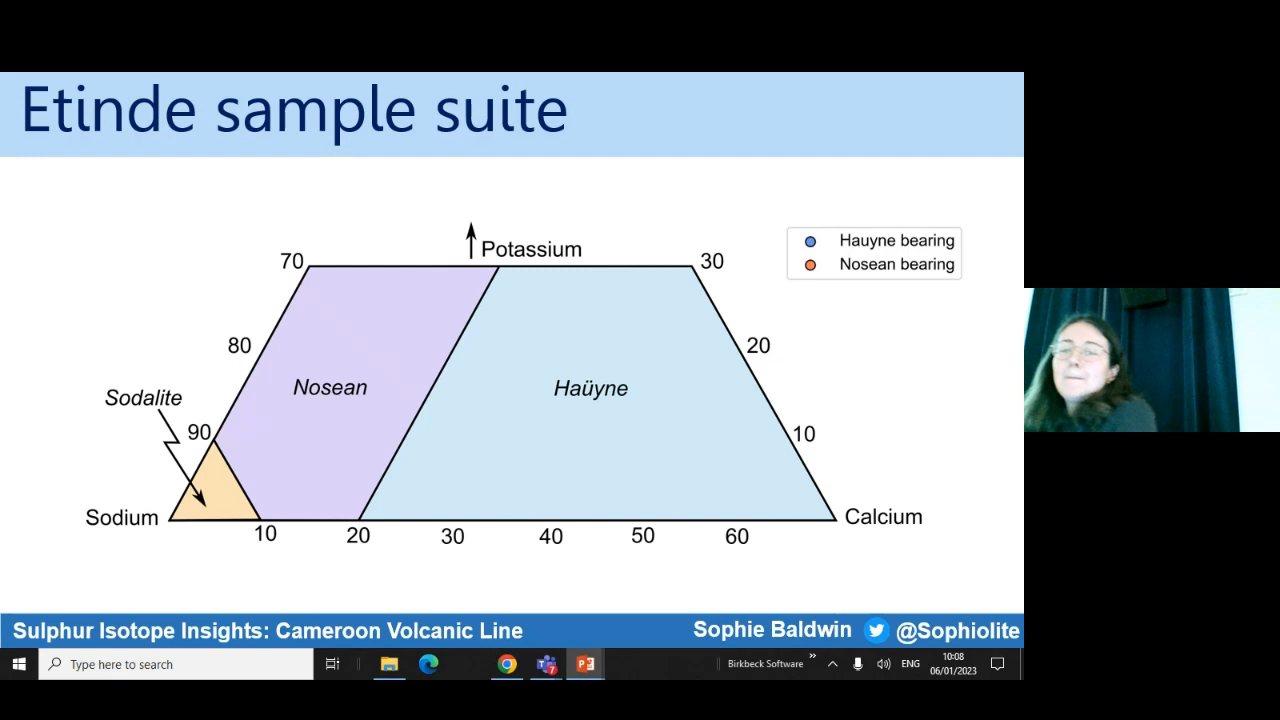 Etinde sample suite
Potassium
70
30
Hauyne bearing
Nosean bearing
80
20
Nosean
Haüyne
Sodalite
90
10
Sodium
Calcium
10
20
30
40
50
60
Sulphur Isotope Insights: Cameroon Volcanic Line
Sophie Baldwin @Sophiolite
Type here to search
7
Birkbeck Software
ENG
10:08
06/01/2023